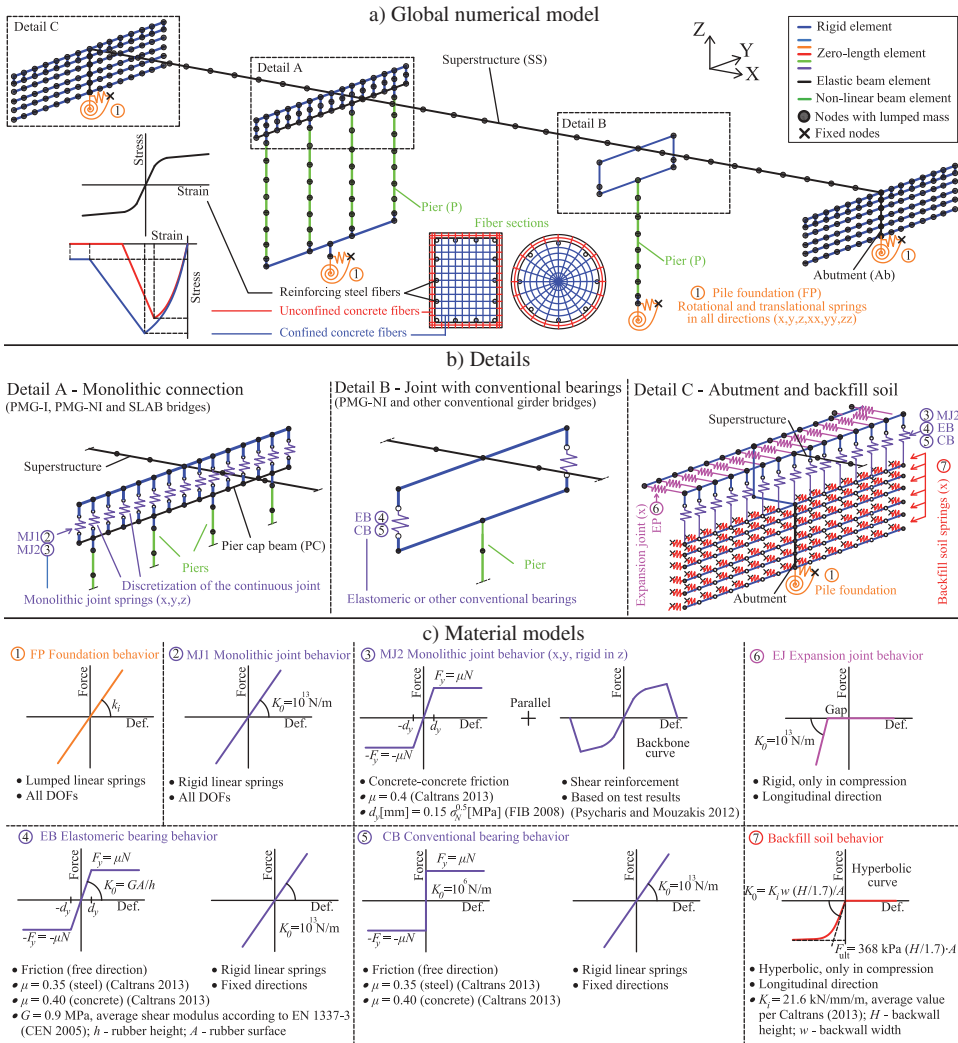 a) Global numerical model
Detail C
Detail A
Superstructure (SS)
Detail B
Z
Y
X
Rigid element
Zero-length element
Elastic beam element
Non-linear beam element
Nodes with lumped mass
Fixed nodes
1
Stress
Strain
Strain
Stress
Pier (P)
Fiber sections
Reinforcing steel fibers
Unconfined concrete fibers
Confined concrete fibers
1
Pier (P)
1
1
Abutment (Ab)
1 Pile foundation (FP)
Rotational and translational springs
in all directions (x,y,z,xx,yy,zz)
b) Details
Detail A - Monolithic connection
(PMG-I, PMG-NI and SLAB bridges)
Superstructure
MJ1 2
MJ2 3
Piers
Pier cap beam (PC)
Discretization of the continuous joint
Monolithic joint springs (x,y,z)
Detail B - Joint with conventional bearings
(PMG-NI and other conventional girder bridges)
EB 4
CB 5
Pier
Elastomeric or other conventional bearings
Detail C - Abutment and backfill soil
Superstructure
3 MJ2
4 EB
5 CB
7
Backfill soil springs (x)
6
EP
Expansion joint (x)
1
Abutment
Pile foundation
c) Material models
1 FP Foundation behavior
Force
k_i
Def.
• Lumped linear springs
• All DOFs
2 MJ1 Monolithic joint behavior
Force
K_0=10^13 N/m
Def.
• Rigid linear springs
• All DOFs
3 MJ2 Monolithic joint behavior (x,y, rigid in z)
Force
F_y=μN
-d_y
d_y
Def.
-F_y=-μN
Parallel
+
Force
Def.
Backbone
curve
• Concrete-concrete friction
• μ = 0.4 (Caltrans 2013)
• d_y[mm] = 0.15 σ_N^0.5[MPa] (FIB 2008)
• Shear reinforcement
• Based on test results
(Psycharis and Mouzakis 2012)
6 EJ Expansion joint behavior
Force
Gap
Def.
K_0=10^13 N/m
• Rigid, only in compression
• Longitudinal direction
4 EB Elastomeric bearing behavior
Force
F_y=μN
K_0=GA/h
-d_y
d_y
Def.
-F_y=-μN
Force
Def.
K_0=10^13 N/m
• Friction (free direction)
• μ = 0.35 (steel) (Caltrans 2013)
• μ = 0.40 (concrete) (Caltrans 2013)
• G = 0.9 MPa, average shear modulus according to EN 1337-3
(CEN 2005); h - rubber height; A - rubber surface
• Rigid linear springs
• Fixed directions
5 CB Conventional bearing behavior
Force
F_y=μN
K_0=10^6 N/m
Def.
-F_y=-μN
Force
K_0=10^13 N/m
Def.
• Friction (free direction)
• μ = 0.35 (steel) (Caltrans 2013)
• μ = 0.40 (concrete) (Caltrans 2013)
• Rigid linear springs
• Fixed directions
7 Backfill soil behavior
Force
Hyperbolic
curve
K_0=K_i w (H/1.7)/A
Def.
F_ult=368 kPa (H/1.7)·A
• Hyperbolic, only in compression
• Longitudinal direction
• K_i = 21.6 kN/mm/m, average value
per Caltrans (2013); H - backwall
height; w - backwall width